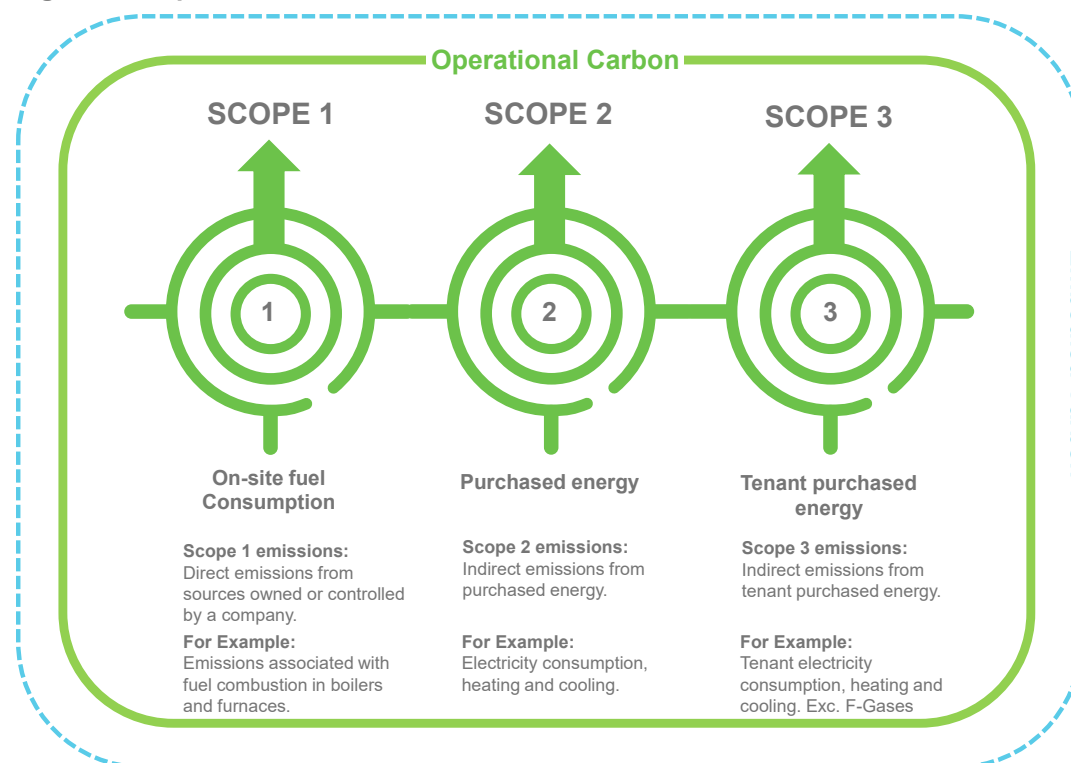 Operational Carbon
SCOPE 1
SCOPE 2
SCOPE 3
1
2
3
On-site fuel
Consumption
Purchased energy
Tenant purchased
energy
Scope 1 emissions:
Direct emissions from
sources owned or controlled
by a company.
For Example:
Emissions associated with
fuel combustion in boilers
and furnaces.
Scope 2 emissions:
Indirect emissions from
purchased energy.
For Example:
Electricity consumption,
heating and cooling.
Scope 3 emissions:
Indirect emissions from
tenant purchased energy.
For Example:
Tenant electricity
consumption, heating and
cooling. Exc. F-Gases